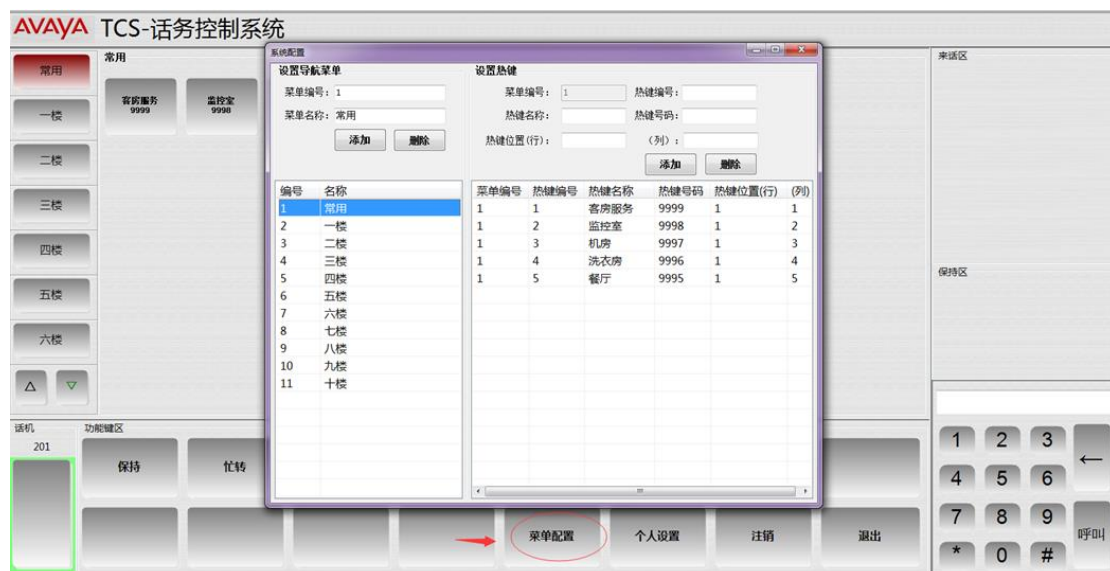 AVAYA TCS-话务控制系统
常用
一楼
二楼
三楼
四楼
五楼
六楼
△ ▽
常用
客房服务
9999
监控室
9998
系统配置
设置导航菜单
菜单编号: 1
菜单名称: 常用
添加 删除
编号 名称
1 常用
2 一楼
3 二楼
4 三楼
5 四楼
6 五楼
7 六楼
8 七楼
9 八楼
10 九楼
11 十楼
设置热键
菜单编号: 1 热键编号:
热键名称: 热键号码:
热键位置(行): (列):
添加 删除
菜单编号 热键编号 热键名称 热键号码 热键位置(行) (列)
1 1 客房服务 9999 1 1
1 2 监控室 9998 1 2
1 3 机房 9997 1 3
1 4 洗衣房 9996 1 4
1 5 餐厅 9995 1 5
来话区
保持区
话机
201
功能键区
保持 忙转
菜单配置 个人设置 注销 退出
1 2 3 ←
4 5 6
7 8 9 呼叫
* 0 #